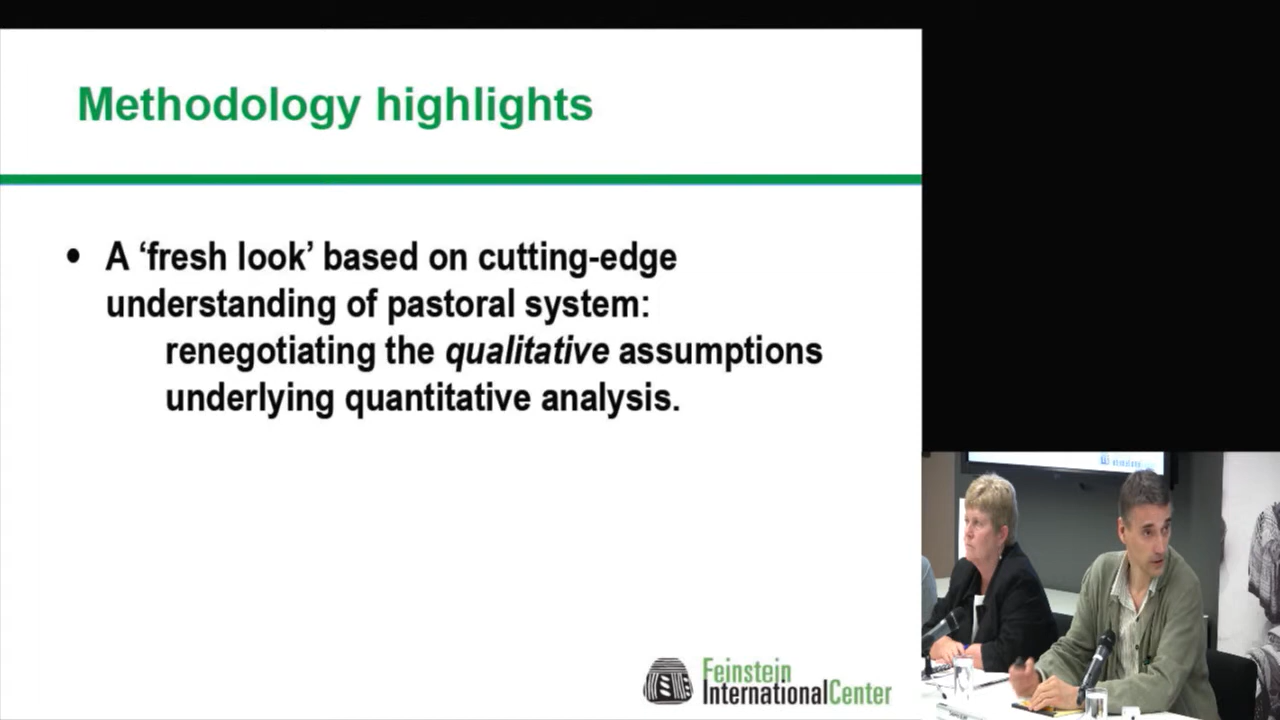 Methodology highlights
• A ‘fresh look’ based on cutting-edge
understanding of pastoral system:
renegotiating the qualitative assumptions
underlying quantitative analysis.
Feinstein
InternationalCenter